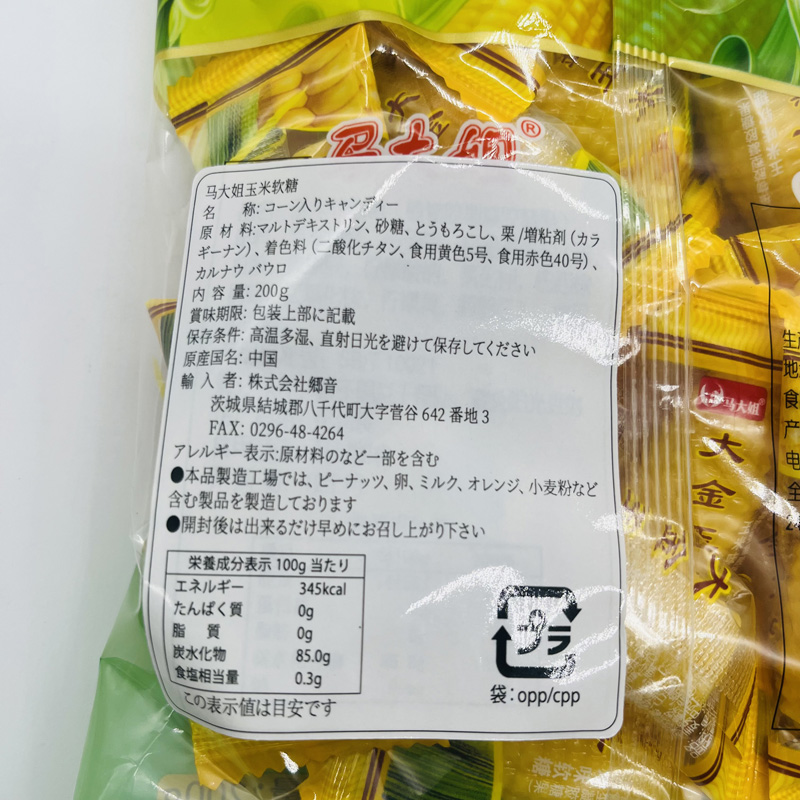 马大姐®
马大姐玉米软糖
名 称: コーン入りキャンディー
原 材 料:マルトデキストリン、砂糖、とうもろこし、栗/増粘剤（カラ
ギーナン）、着色料（二酸化チタン、食用黄色5号、食用赤色40号）、
カルナウ バウロ
内 容 量: 200g
賞味期限: 包装上部に記載
保存条件: 高温多湿、直射日光を避けて保存してください
原産国名: 中国
輸 入 者: 株式会社郷音
茨城県結城郡八千代町大字菅谷 642 番地 3
FAX: 0296-48-4264
アレルギー表示:原材料のなど一部を含む
●本品製造工場では、ピーナッツ、卵、ミルク、オレンジ、小麦粉など
含む製品を製造しております
●開封後は出来るだけ早めにお召し上がり下さい
栄養成分表示 100g 当たり
エネルギー 345kcal
たんぱく質 0g
脂 質 0g
炭水化物 85.0g
食塩相当量 0.3g
この表示値は目安です
プラ
袋：opp/cpp
马大姐
大
金
生产
地
食
产
电
全